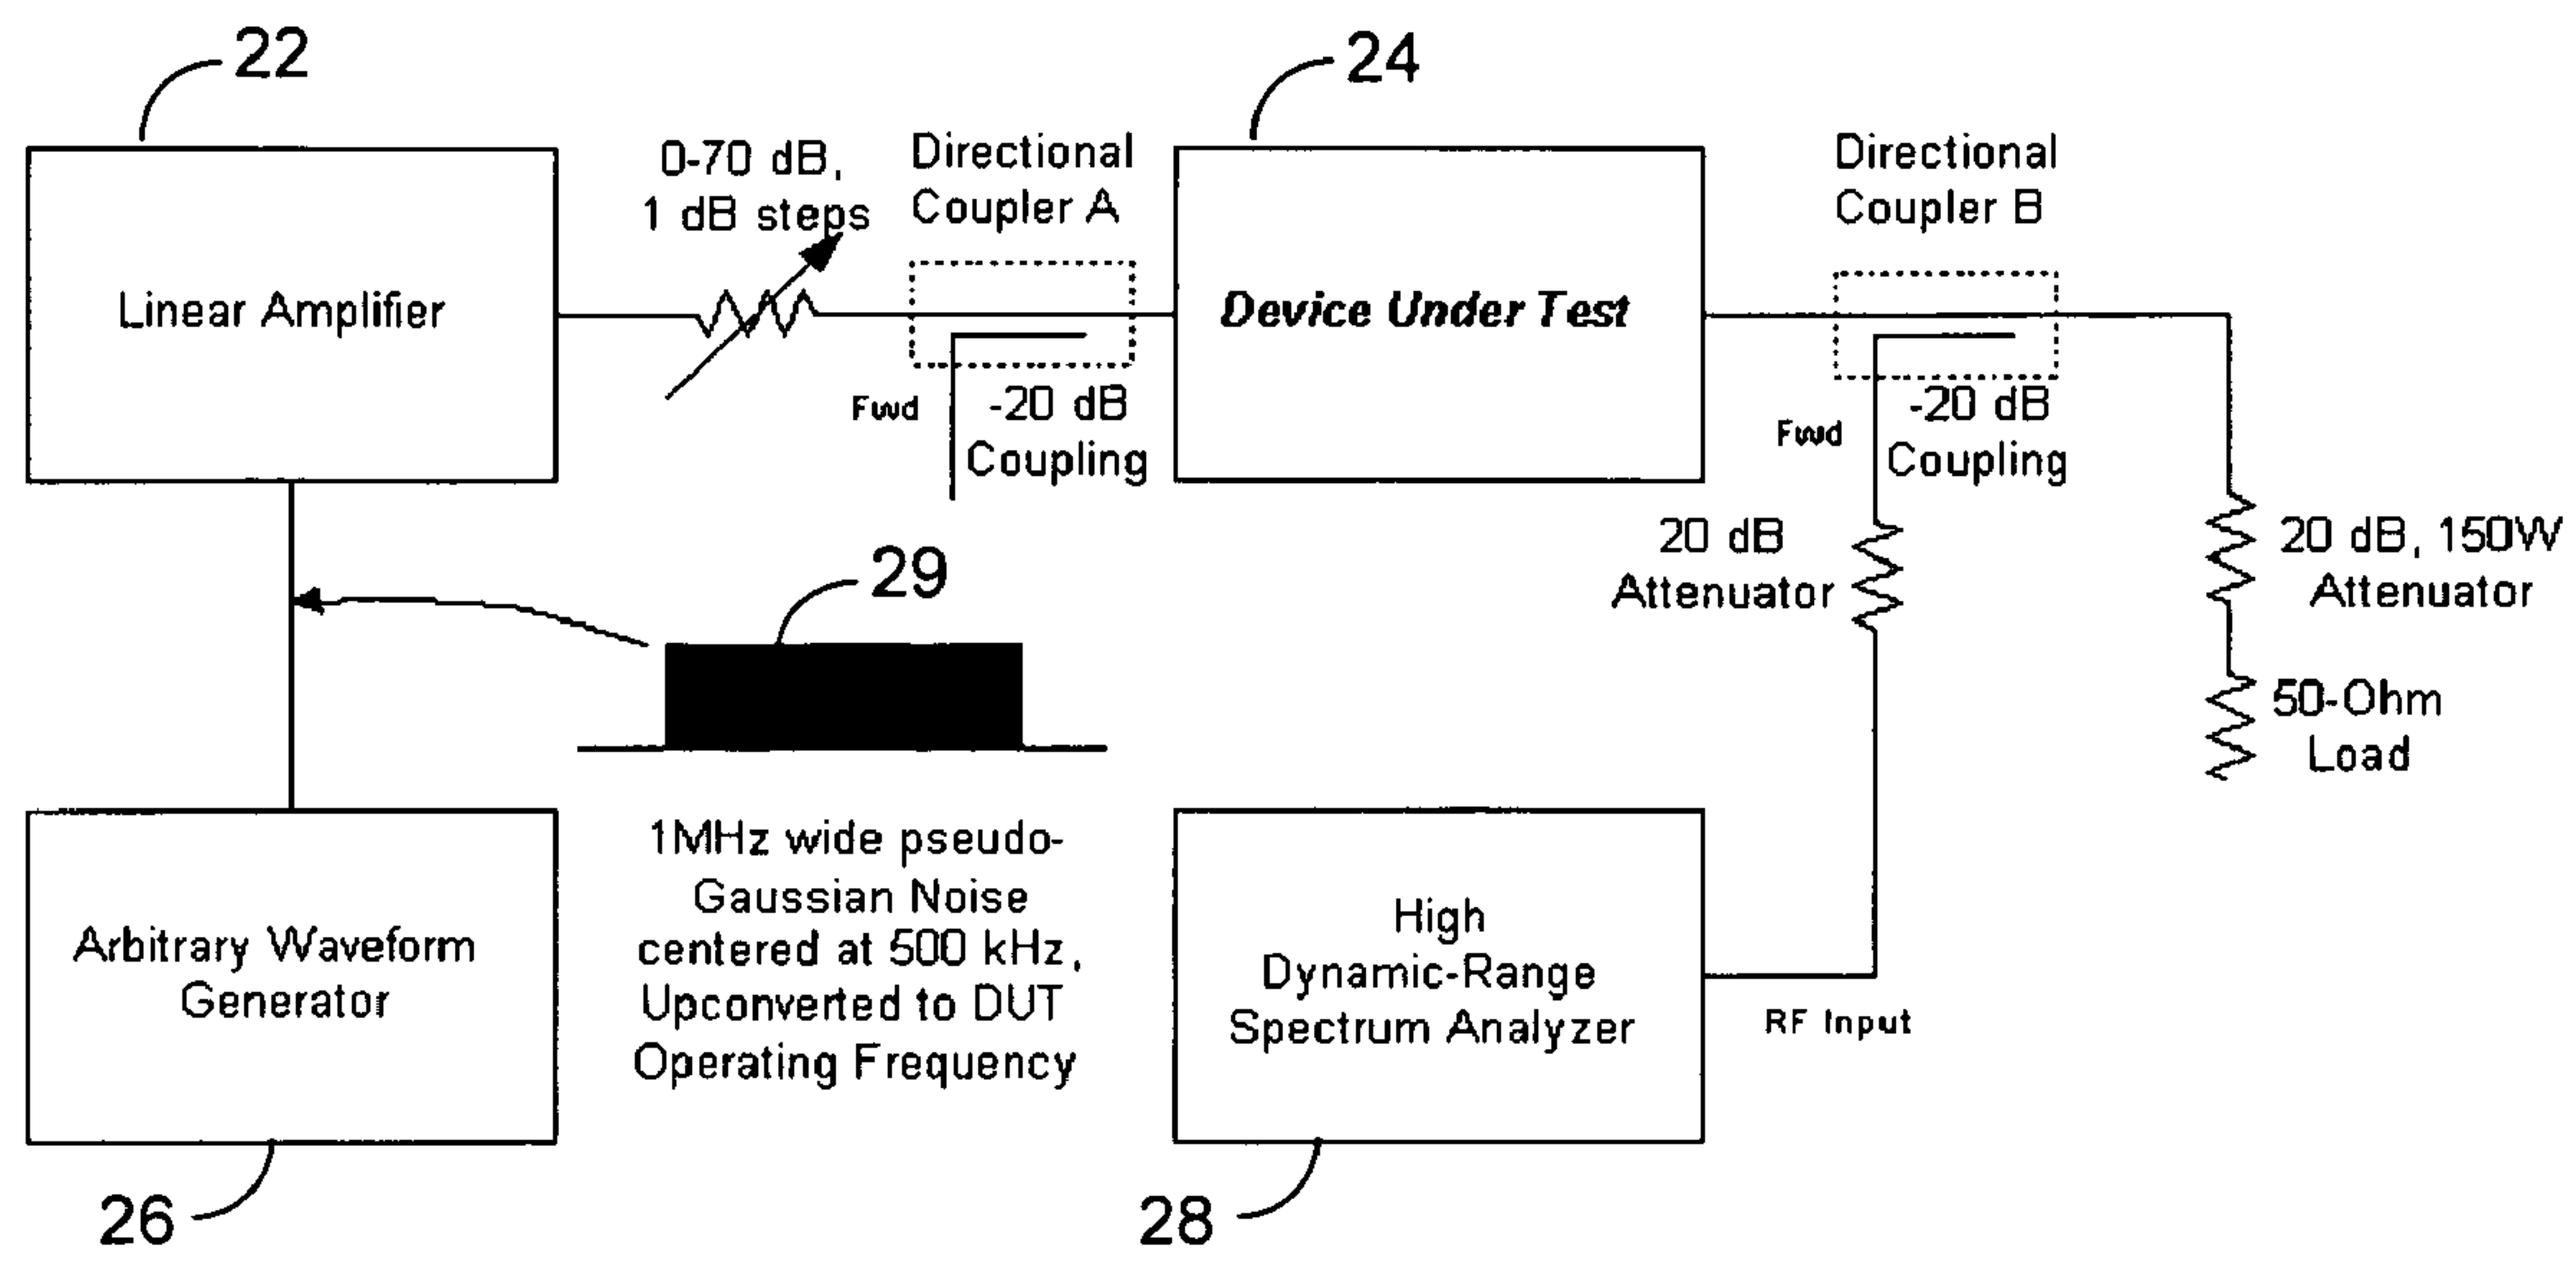 22
24
0-70 dB,
1 dB steps
Directional
Coupler A
Directional
Coupler B
Linear Amplifier
Device Under Test
Fwd
-20 dB
Coupling
Fwd
-20 dB
Coupling
20 dB
Attenuator
20 dB, 150W
Attenuator
29
50-Ohm
Load
1MHz wide pseudo-
Gaussian Noise
centered at 500 kHz,
Upconverted to DUT
Operating Frequency
Arbitrary Waveform
Generator
High
Dynamic-Range
Spectrum Analyzer
RF Input
26
28